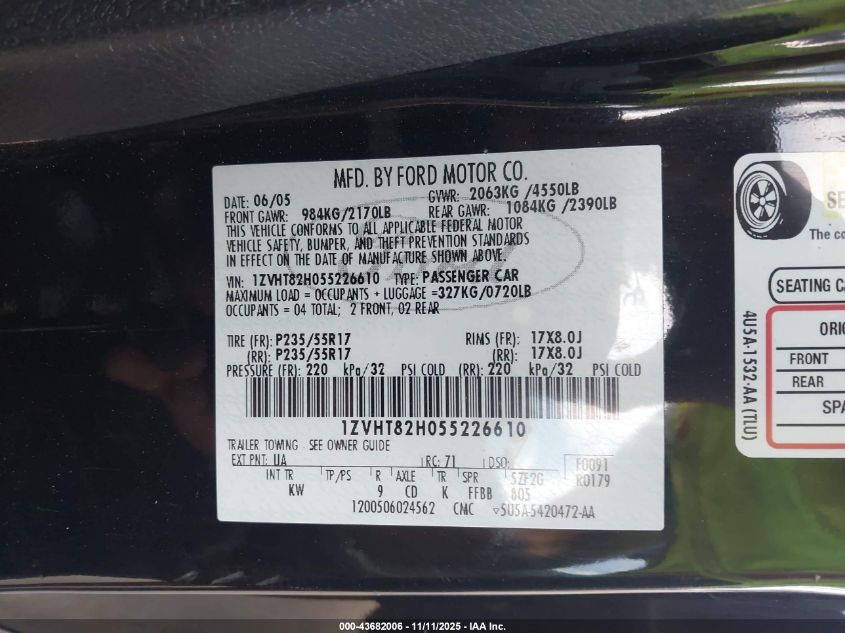 MFD. BY FORD MOTOR CO.
DATE: 06/05 GVWR: 2063KG /4550LB
FRONT GAWR: 984KG/2170LB REAR GAWR: 1084KG /2390LB
THIS VEHICLE CONFORMS TO ALL APPLICABLE FEDERAL MOTOR
VEHICLE SAFETY, BUMPER, AND THEFT PREVENTION STANDARDS
IN EFFECT ON THE DATE OF MANUFACTURE SHOWN ABOVE.
VIN: 1ZVHT82H055226610 TYPE: PASSENGER CAR
MAXIMUM LOAD = OCCUPANTS + LUGGAGE =327KG/0720LB
OCCUPANTS = 04 TOTAL; 2 FRONT, 02 REAR
TIRE (FR): P235/55R17 RIMS (FR): 17X8.0J
(RR): P235/55R17 (RR): 17X8.0J
PRESSURE (FR): 220 kPa/32 PSI COLD (RR): 220 kPa/32 PSI COLD
1ZVHT82H055226610
TRAILER TOWING - SEE OWNER GUIDE
EXT PNT: UA RC: 71 DSO: F0091
INT TR TP/PS R AXLE TR SPR 5ZF2G R0179
KW 9 CD K FFBB 805
1200506024562 CMC ▽5U5A-5420472-AA
4U5A-1532-AA (TLU)
SE
The co
SEATING CA
ORIG
FRONT
REAR
SPA
000-43682006 - 11/11/2025 - IAA Inc.